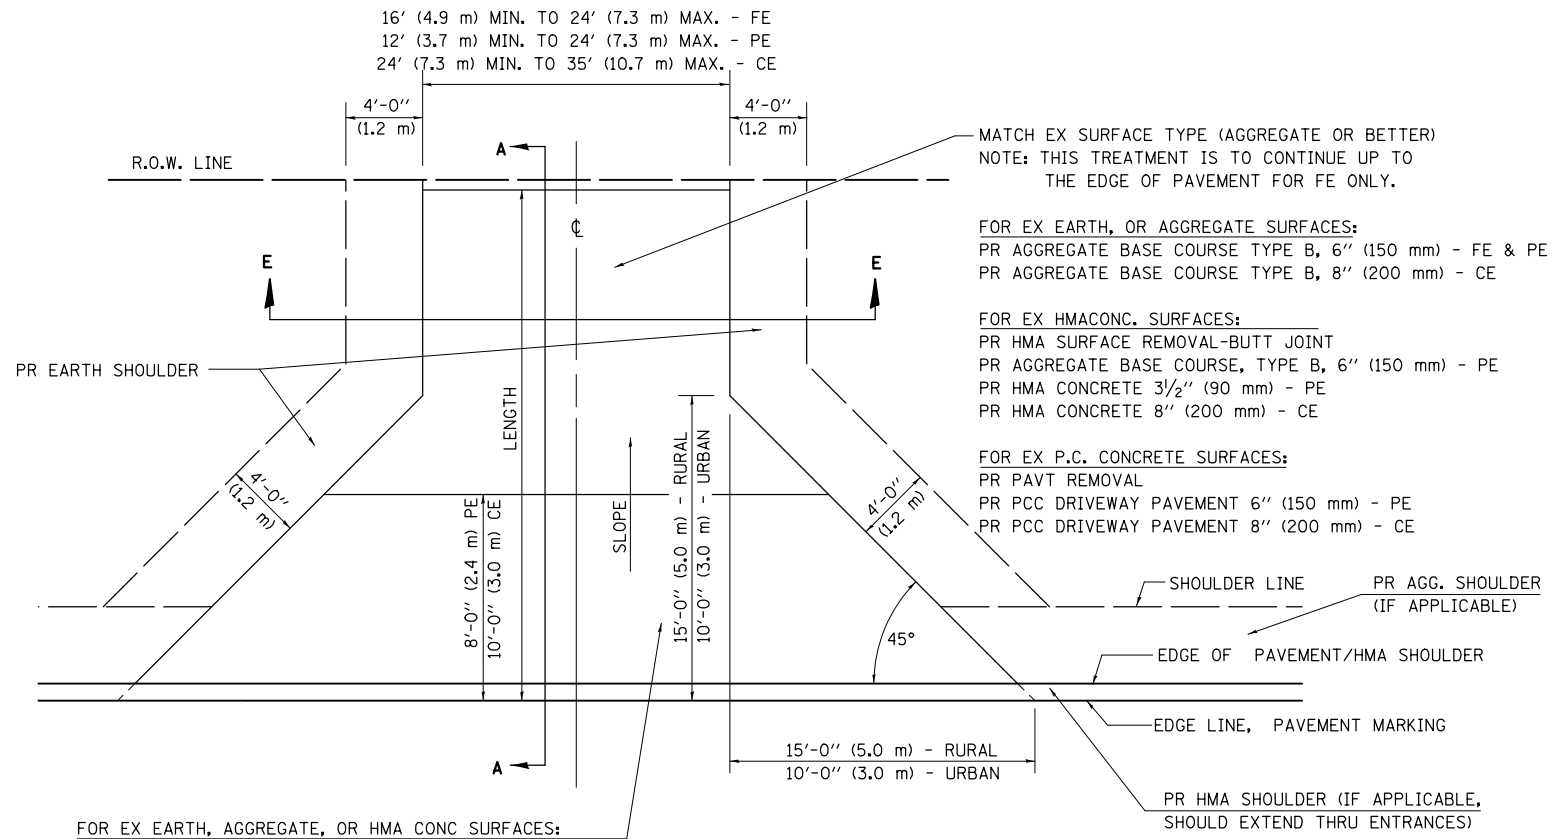 16' (4.9 m) MIN. TO 24' (7.3 m) MAX. - FE
12' (3.7 m) MIN. TO 24' (7.3 m) MAX. - PE
24' (7.3 m) MIN. TO 35' (10.7 m) MAX. - CE
4'-0"
(1.2 m)
4'-0"
(1.2 m)
A
R.O.W. LINE
℄
E
E
MATCH EX SURFACE TYPE (AGGREGATE OR BETTER)
NOTE: THIS TREATMENT IS TO CONTINUE UP TO
THE EDGE OF PAVEMENT FOR FE ONLY.
FOR EX EARTH, OR AGGREGATE SURFACES:
PR AGGREGATE BASE COURSE TYPE B, 6" (150 mm) - FE & PE
PR AGGREGATE BASE COURSE TYPE B, 8" (200 mm) - CE
FOR EX HMACONC. SURFACES:
PR HMA SURFACE REMOVAL-BUTT JOINT
PR AGGREGATE BASE COURSE, TYPE B, 6" (150 mm) - PE
PR HMA CONCRETE 3½" (90 mm) - PE
PR HMA CONCRETE 8" (200 mm) - CE
FOR EX P.C. CONCRETE SURFACES:
PR PAVT REMOVAL
PR PCC DRIVEWAY PAVEMENT 6" (150 mm) - PE
PR PCC DRIVEWAY PAVEMENT 8" (200 mm) - CE
PR EARTH SHOULDER
LENGTH
4'-0"
(1.2 m)
8'-0" (2.4 m) PE
10'-0" (3.0 m) CE
SLOPE
15'-0" (5.0 m) - RURAL
10'-0" (3.0 m) - URBAN
4'-0"
(1.2 m)
45°
SHOULDER LINE
PR AGG. SHOULDER
(IF APPLICABLE)
EDGE OF PAVEMENT/HMA SHOULDER
EDGE LINE, PAVEMENT MARKING
15'-0" (5.0 m) - RURAL
10'-0" (3.0 m) - URBAN
A
PR HMA SHOULDER (IF APPLICABLE,
SHOULD EXTEND THRU ENTRANCES)
FOR EX EARTH, AGGREGATE, OR HMA CONC SURFACES: